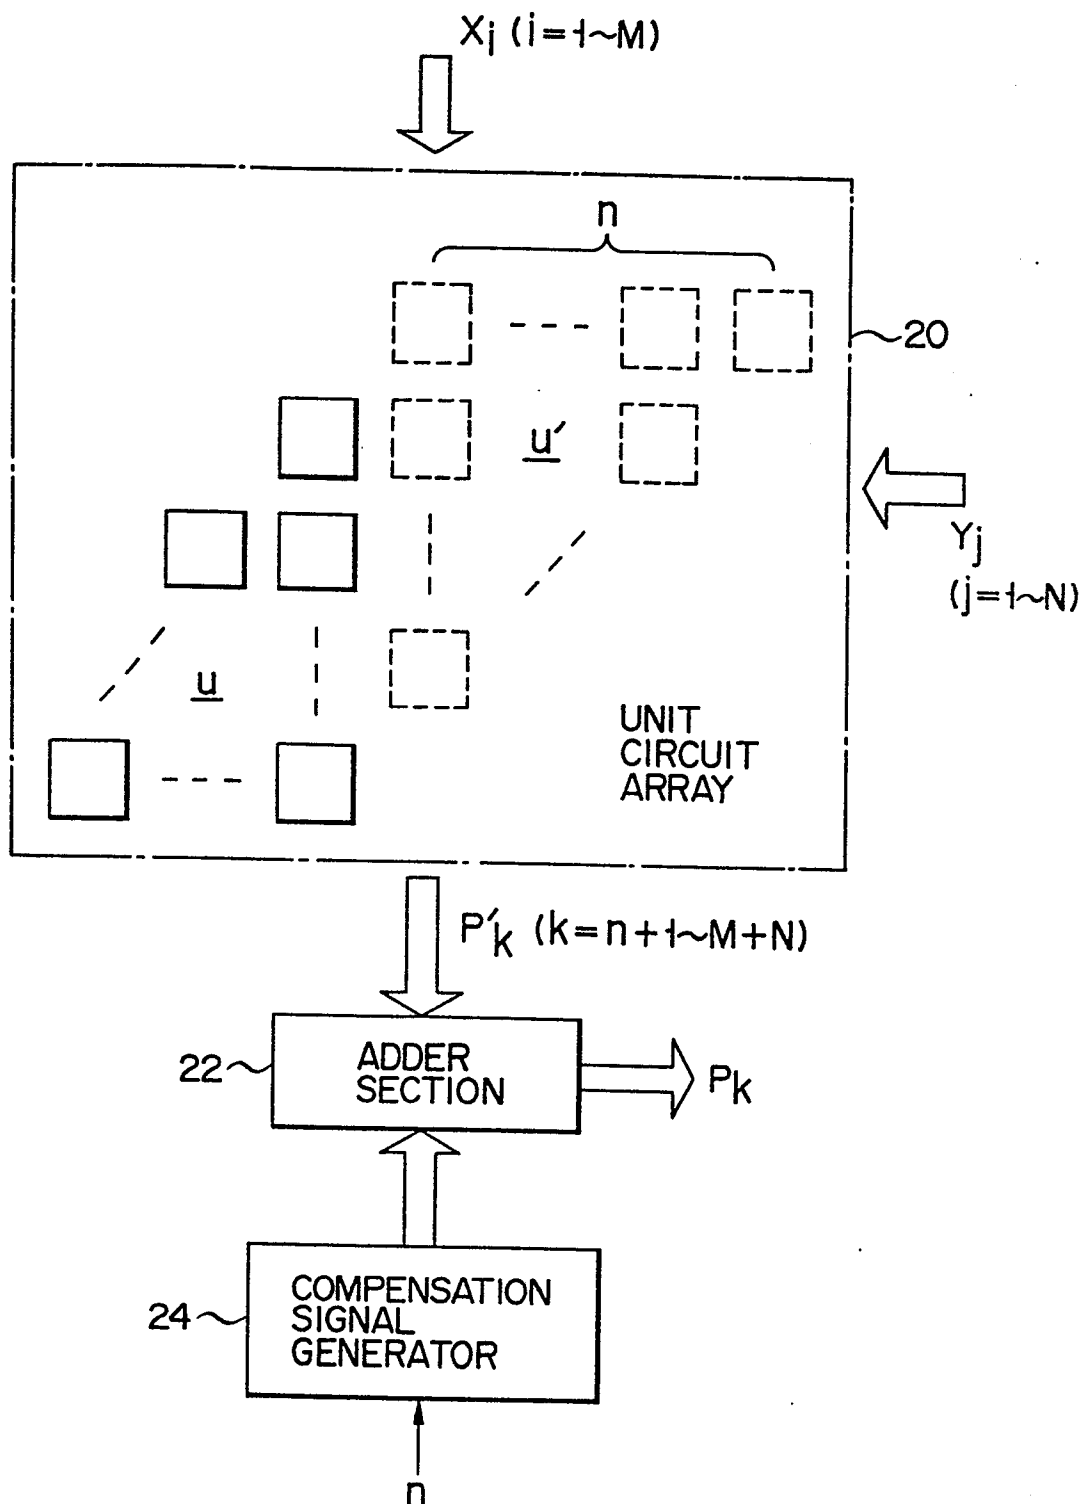 Xi (i=1~M)
n
20
u'
Yj
(j=1~N)
u
UNIT
CIRCUIT
ARRAY
P'k (k=n+1~M+N)
22
ADDER
SECTION
Pk
24
COMPENSATION
SIGNAL
GENERATOR
n